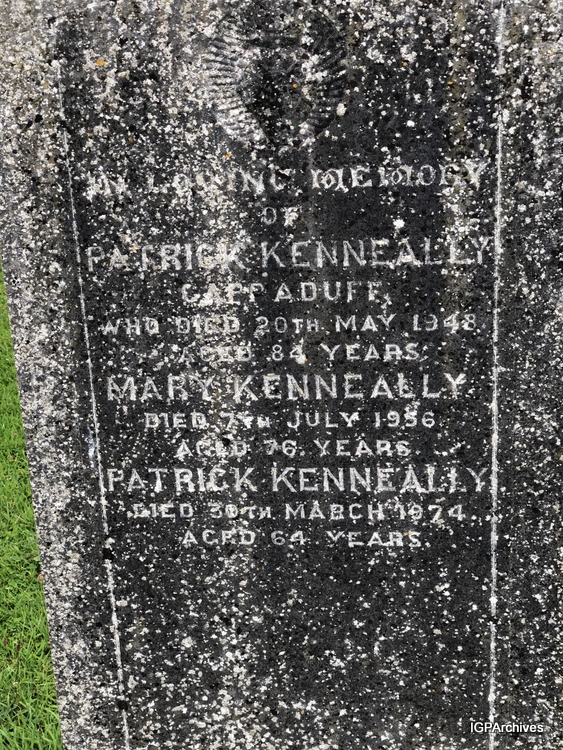 IN LOVING MEMORY
OF
PATRICK KENNEALLY
CAPPADUFF,
WHO DIED 20TH MAY 1948
AGED 84 YEARS.
MARY KENNEALLY
DIED 7TH JULY 1956
AGED 76 YEARS.
PATRICK KENNEALLY
DIED 30TH MARCH 1974.
AGED 64 YEARS.
IGPArchives